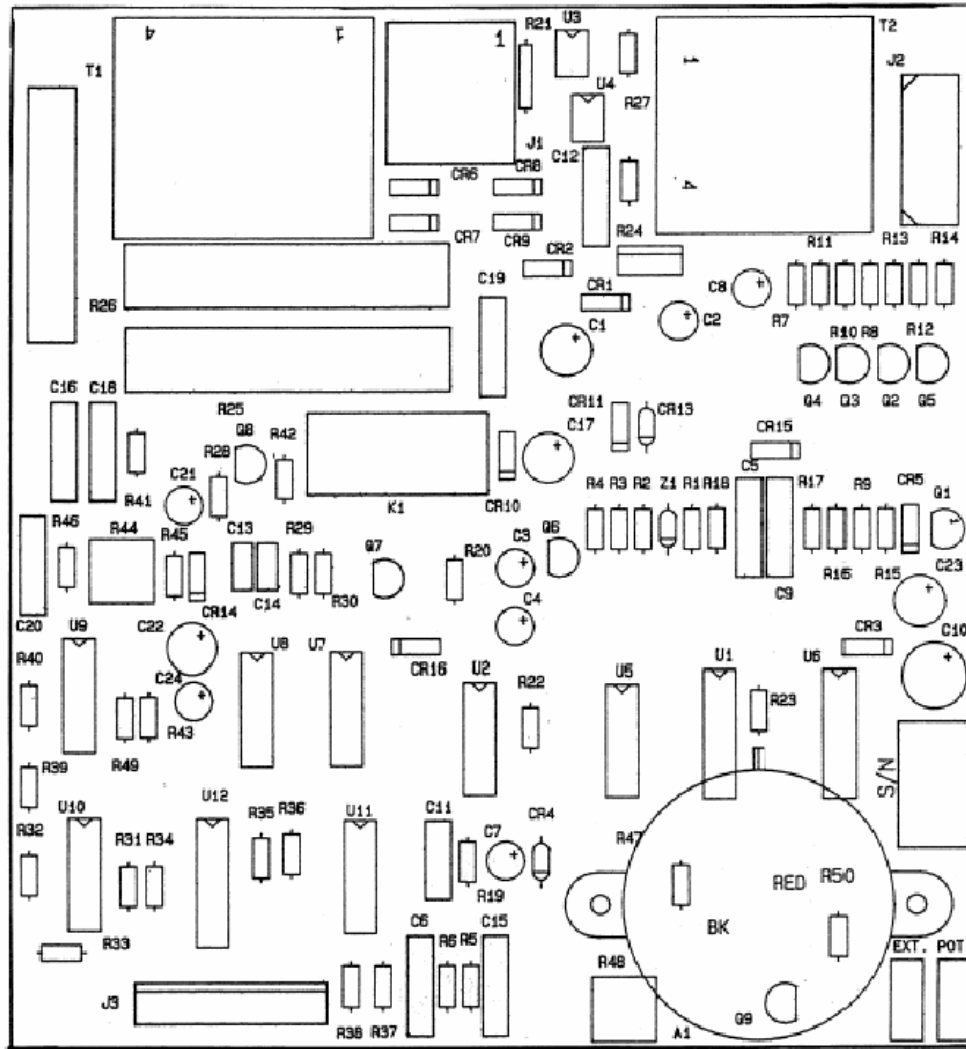 4
1
1
R21
U3
T2
J2
T1
1
U4
R27
J1
C12
4
CR6
CR8
CR7
CR9
R24
CR2
R11
R13
R14
C19
CR1
C8
R26
C1
C2
R7
R10
R8
R12
Q4
Q3
Q2
Q5
C16
C18
R25
Q8
R42
CR11
CR13
C17
CR15
R28
C21
R41
K1
CR10
R4
R3
R2
Z1
R1
R18
C5
R17
R9
CR5
Q1
R46
R44
R45
C13
R29
Q7
R20
C3
Q6
C23
C20
CR14
C14
R30
C4
R16
R15
C9
U9
C22
U8
U7
CR16
U2
U5
U1
U6
CR3
C10
R40
C24
R22
R23
R43
R49
R39
N/S
U10
U12
R35
R36
U11
C11
C7
CR4
R47
R32
R31
R34
R19
RED
R50
BK
R33
C6
R6
R5
C15
R48
EXT. POT
J3
R38
R37
A1
Q9